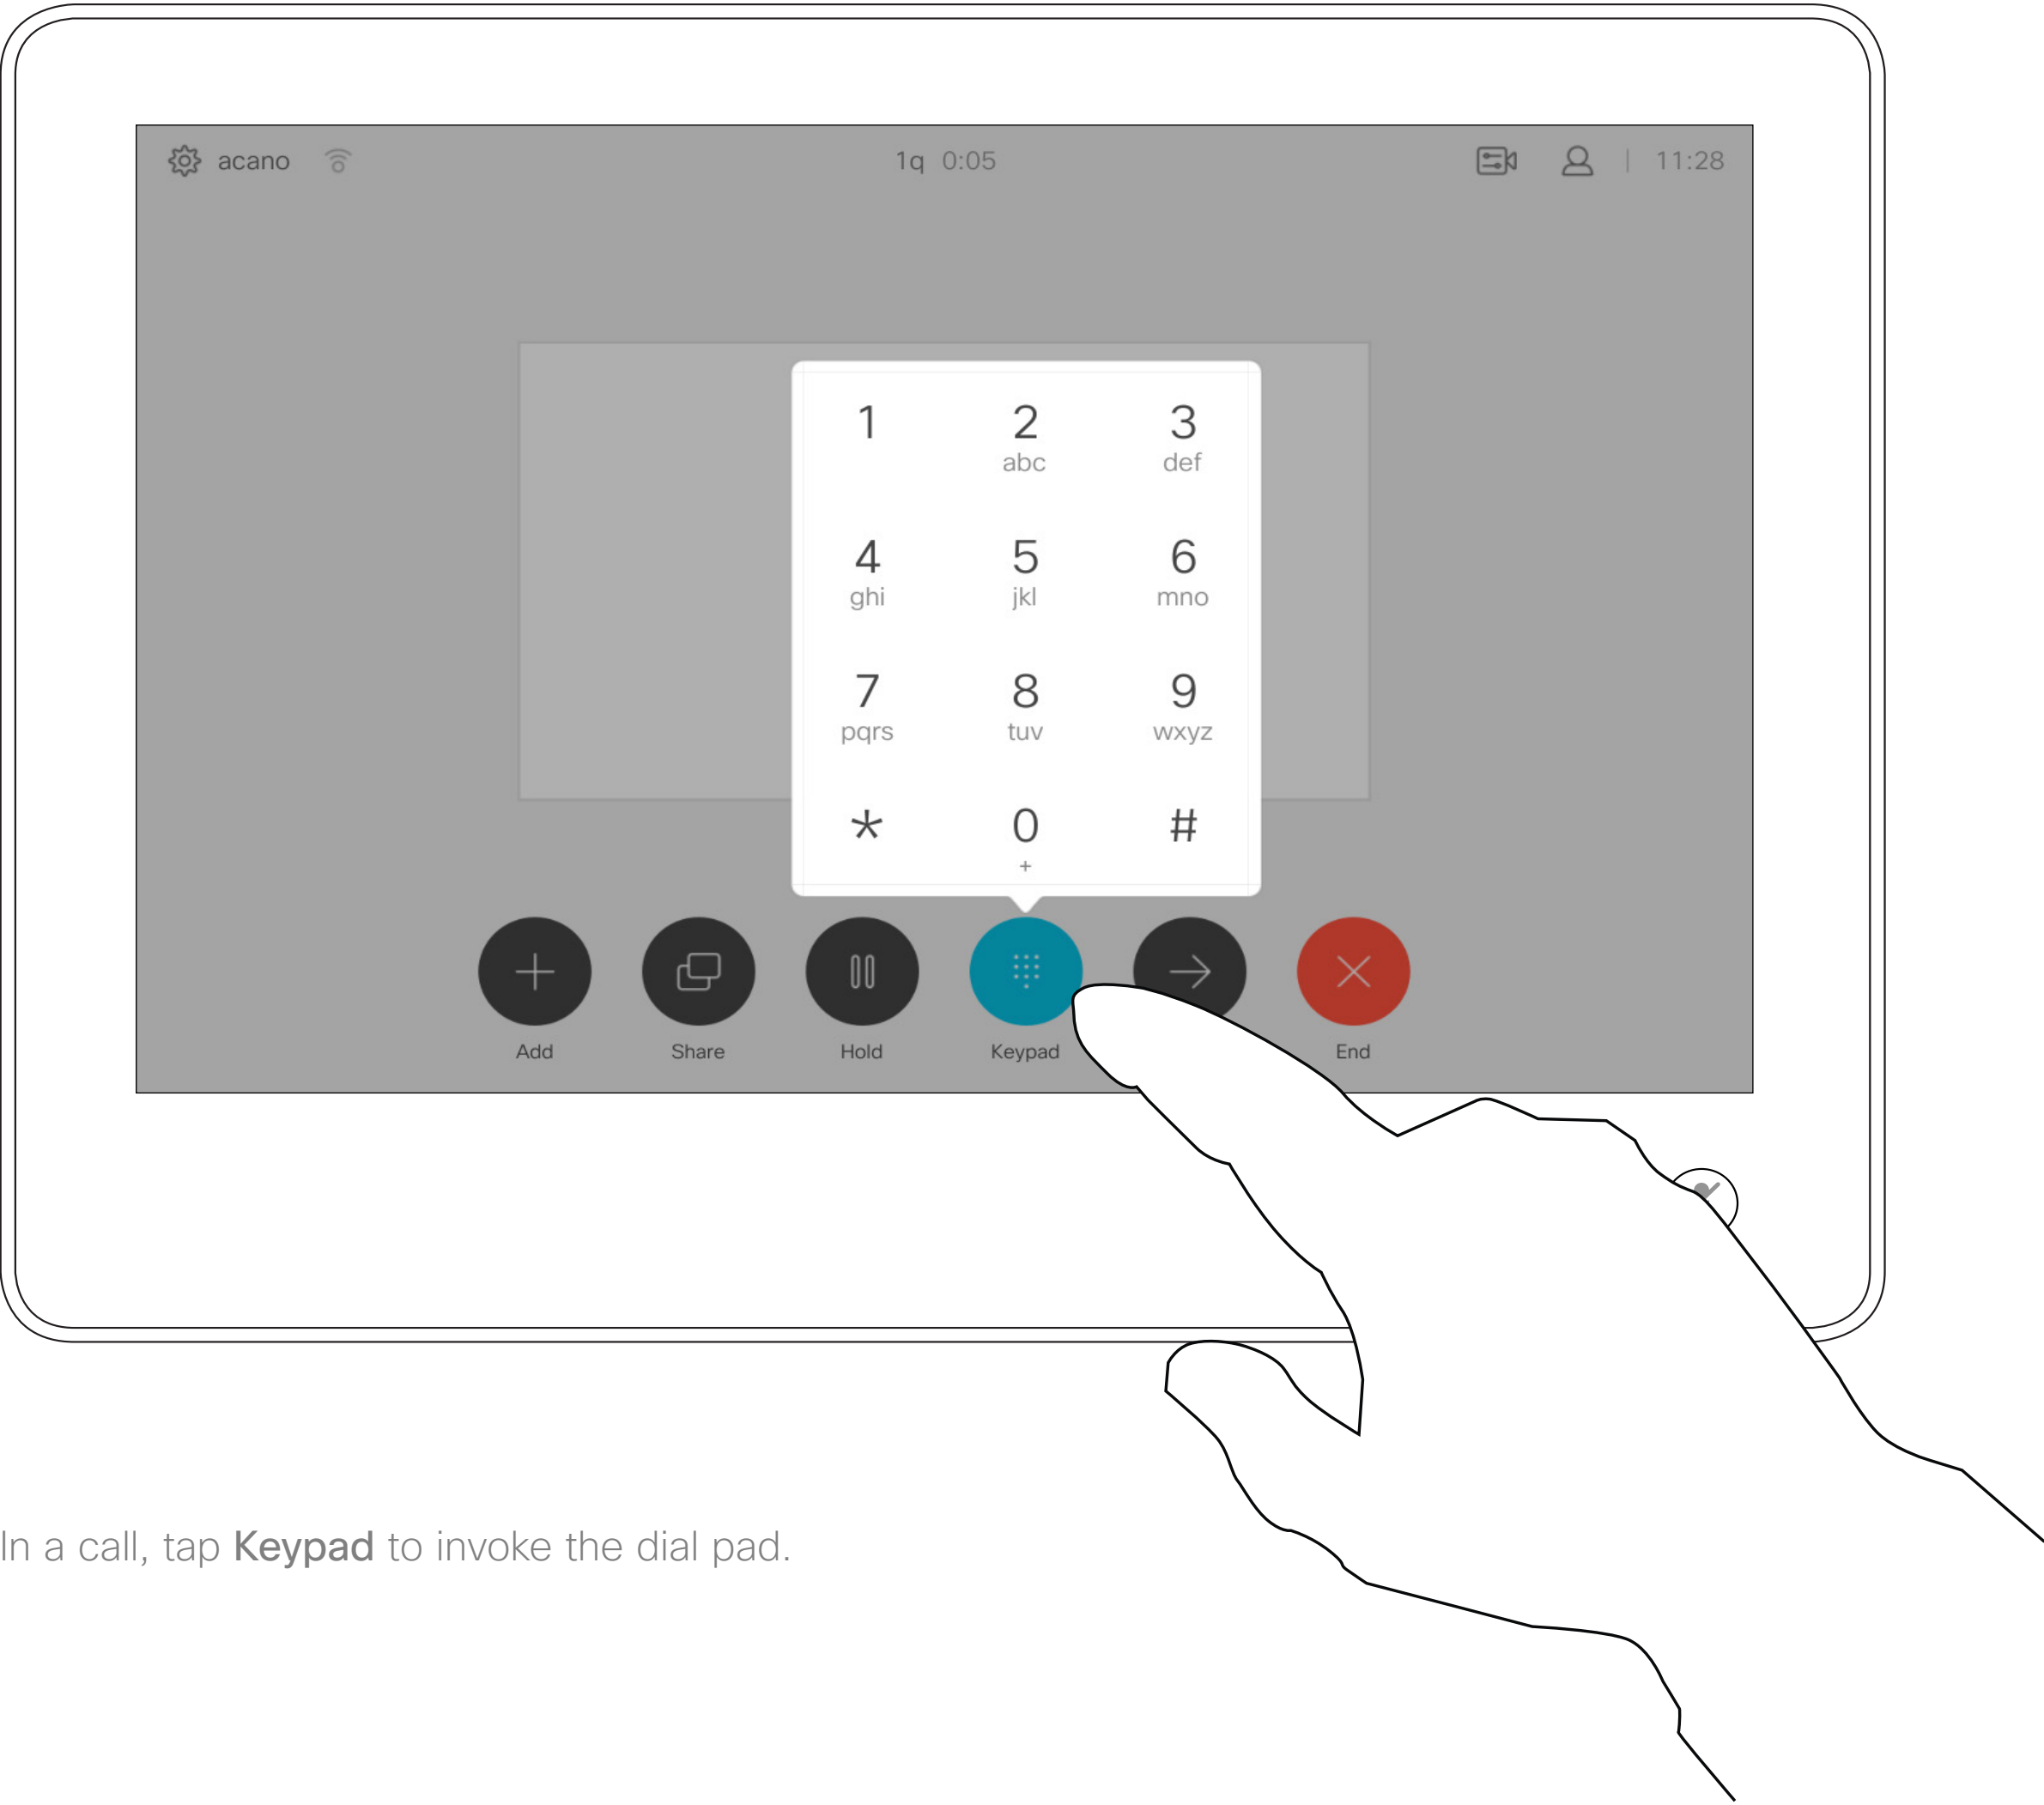 acano 1q 0:05 11:28
1 2 3
abc def
4 5 6
ghi jkl mno
7 8 9
pqrs tuv wxyz
* 0 #
+
Add Share Hold Keypad End
In a call, tap Keypad to invoke the dial pad.